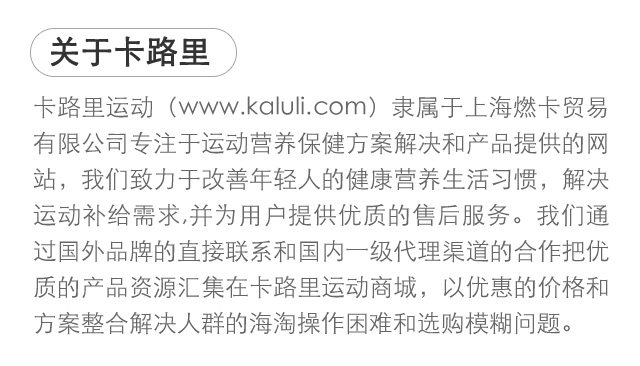 关于卡路里
卡路里运动（www.kaluli.com）隶属于上海燃卡贸易
有限公司专注于运动营养保健方案解决和产品提供的网
站，我们致力于改善年轻人的健康营养生活习惯，解决
运动补给需求,并为用户提供优质的售后服务。我们通
过国外品牌的直接联系和国内一级代理渠道的合作把优
质的产品资源汇集在卡路里运动商城，以优惠的价格和
方案整合解决人群的海淘操作困难和选购模糊问题。